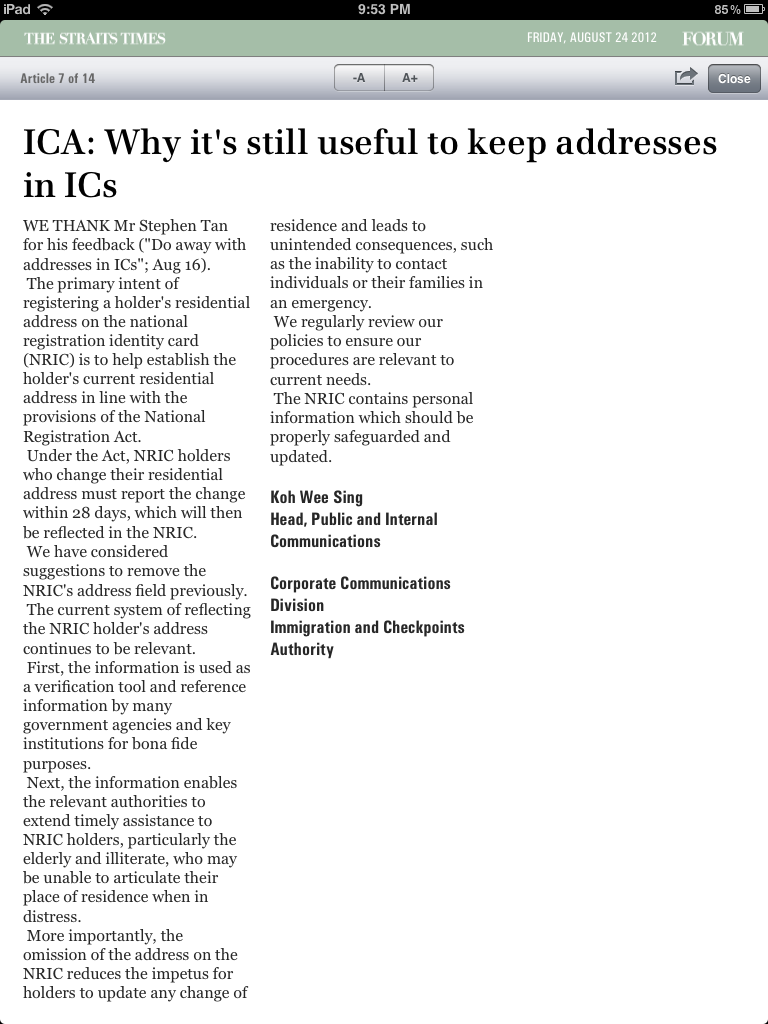 iPad
9:53 PM
85%
THE STRAITS TIMES
FRIDAY, AUGUST 24 2012
FORUM
Article 7 of 14
-A
A+
Close
ICA: Why it's still useful to keep addresses
in ICs
WE THANK Mr Stephen Tan
for his feedback ("Do away with
addresses in ICs"; Aug 16).
The primary intent of
registering a holder's residential
address on the national
registration identity card
(NRIC) is to help establish the
holder's current residential
address in line with the
provisions of the National
Registration Act.
Under the Act, NRIC holders
who change their residential
address must report the change
within 28 days, which will then
be reflected in the NRIC.
We have considered
suggestions to remove the
NRIC's address field previously.
The current system of reflecting
the NRIC holder's address
continues to be relevant.
First, the information is used as
a verification tool and reference
information by many
government agencies and key
institutions for bona fide
purposes.
Next, the information enables
the relevant authorities to
extend timely assistance to
NRIC holders, particularly the
elderly and illiterate, who may
be unable to articulate their
place of residence when in
distress.
More importantly, the
omission of the address on the
NRIC reduces the impetus for
holders to update any change of
residence and leads to
unintended consequences, such
as the inability to contact
individuals or their families in
an emergency.
We regularly review our
policies to ensure our
procedures are relevant to
current needs.
The NRIC contains personal
information which should be
properly safeguarded and
updated.
Koh Wee Sing
Head, Public and Internal
Communications
Corporate Communications
Division
Immigration and Checkpoints
Authority